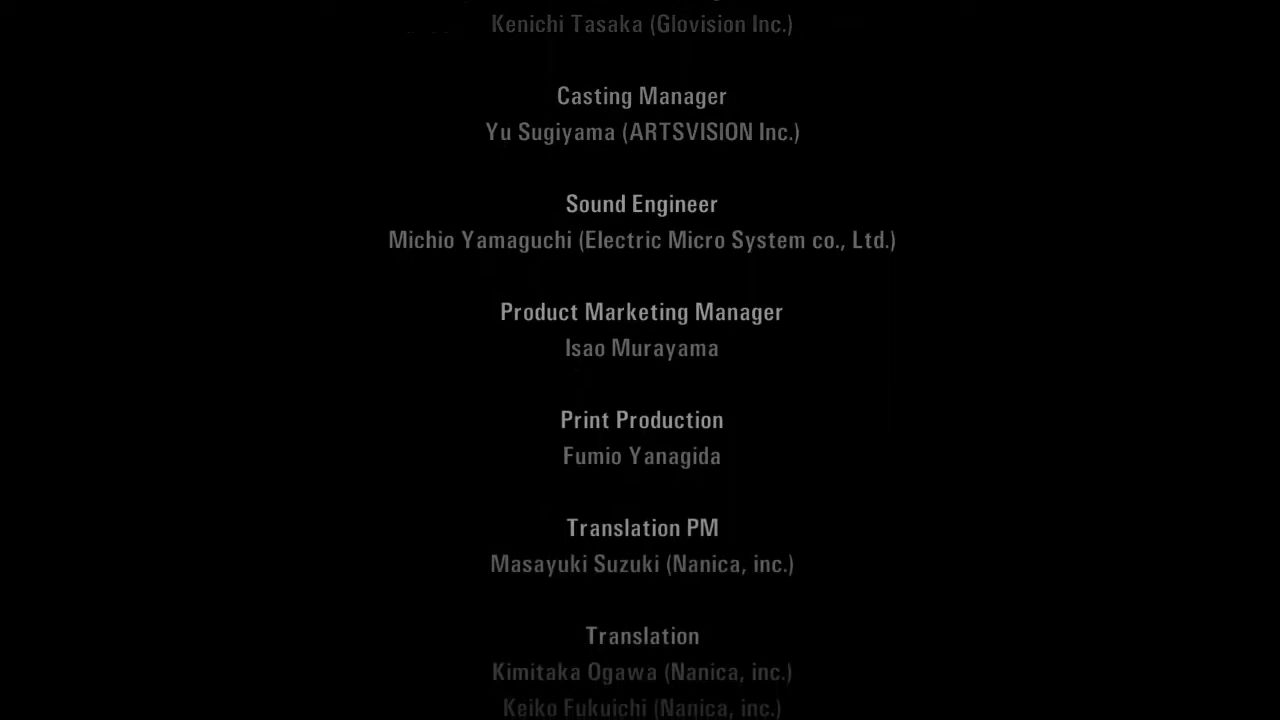 Kenichi Tasaka (Glovision Inc.)
Casting Manager
Yu Sugiyama (ARTSVISION Inc.)
Sound Engineer
Michio Yamaguchi (Electric Micro System co., Ltd.)
Product Marketing Manager
Isao Murayama
Print Production
Fumio Yanagida
Translation PM
Masayuki Suzuki (Nanica, inc.)
Translation
Kimitaka Ogawa (Nanica, inc.)
Keiko Fukuichi (Nanica, inc.)